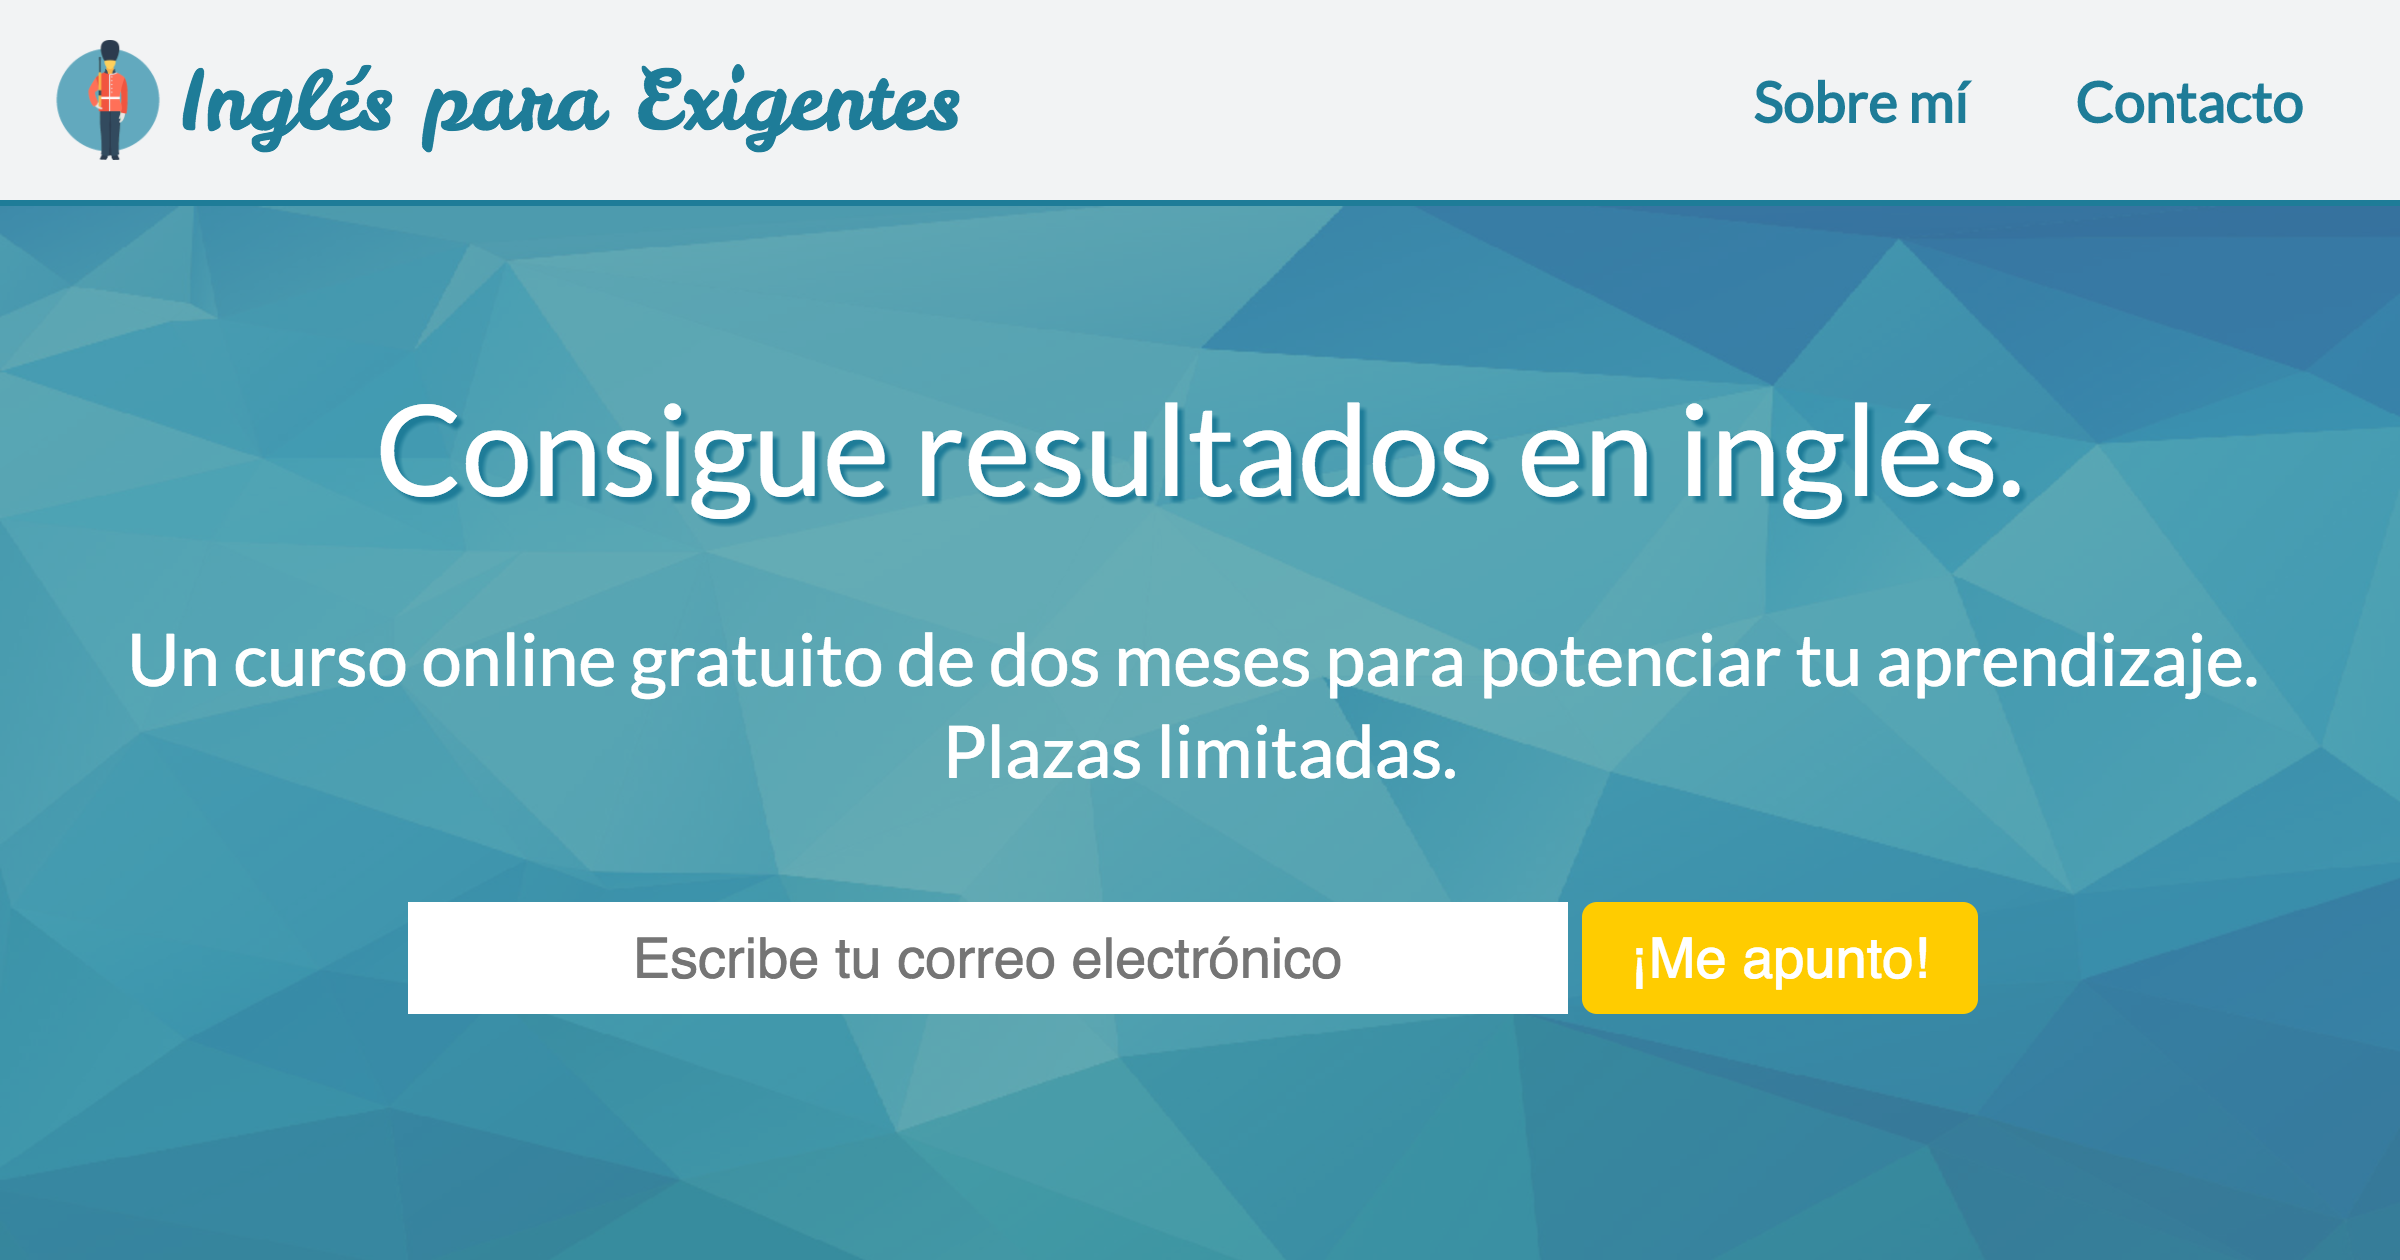 Inglés para Exigentes
Sobre mí
Contacto
Consigue resultados en inglés.
Un curso online gratuito de dos meses para potenciar tu aprendizaje.
Plazas limitadas.
Escribe tu correo electrónico
¡Me apunto!